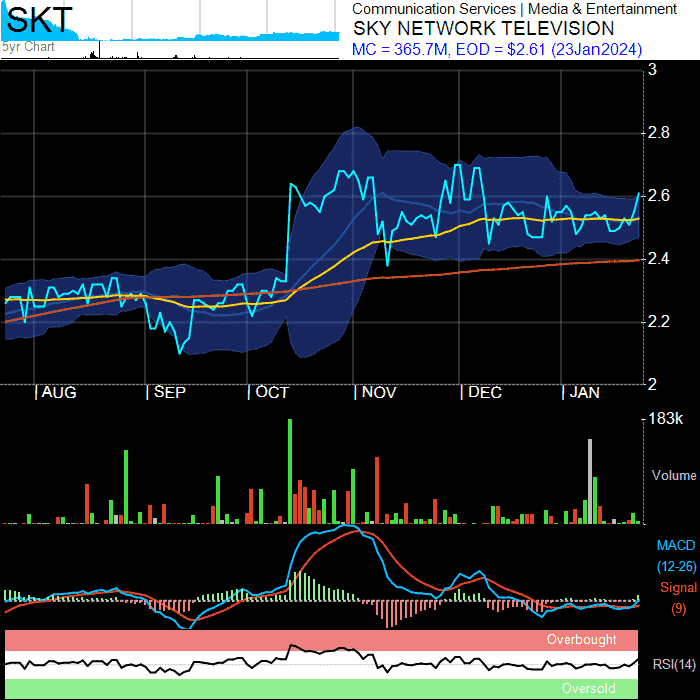 SKT
5yr Chart
Communication Services | Media & Entertainment
SKY NETWORK TELEVISION
MC = 365.7M, EOD = $2.61 (23Jan2024)
3
2.8
2.6
2.4
2.2
2
| AUG | SEP | OCT | NOV | DEC | JAN
183k
Volume
MACD
(12-26)
Signal
(9)
Overbought
RSI(14)
Oversold